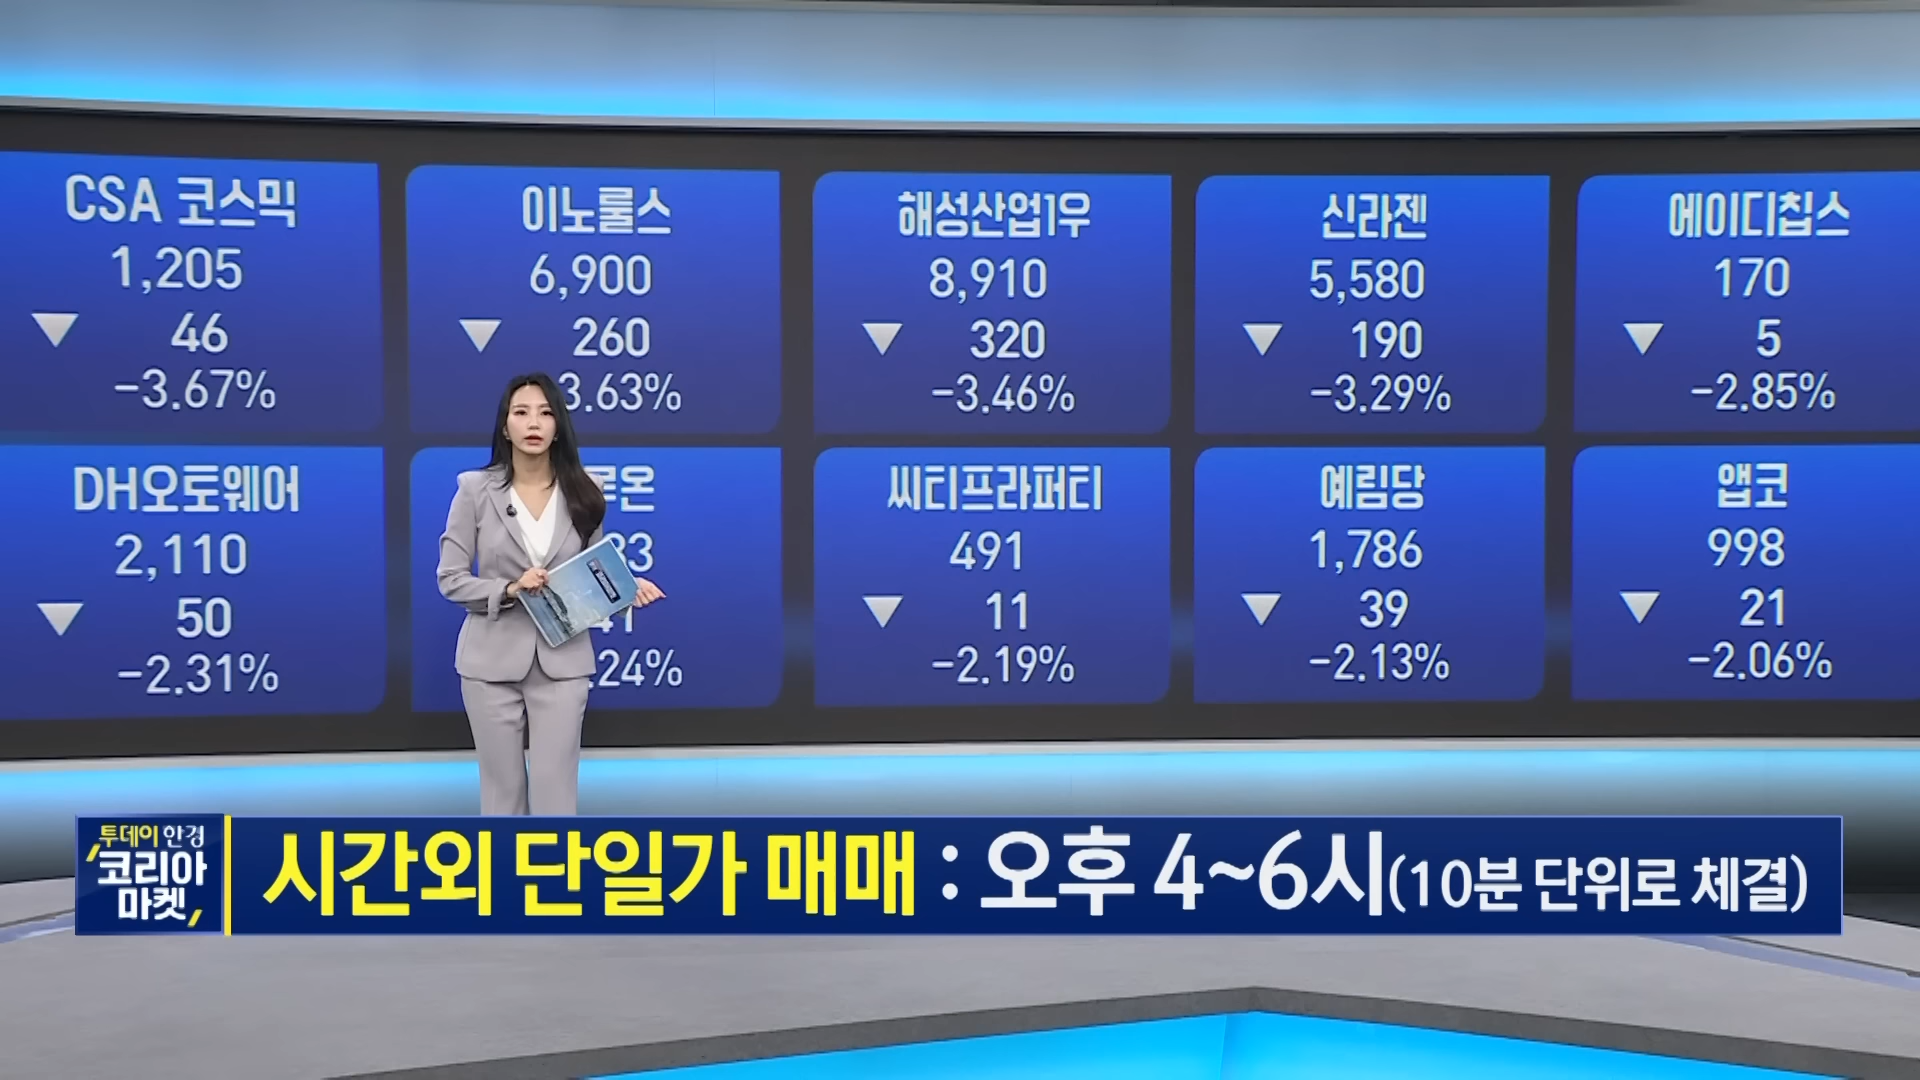 CSA 코스믹
1,205
▼ 46
-3.67%
이노룰스
6,900
▼ 260
3.63%
해성산업1우
8,910
▼ 320
-3.46%
신라젠
5,580
▼ 190
-3.29%
에이디칩스
170
▼ 5
-2.85%
DH오토웨어
2,110
▼ 50
-2.31%
온
33
41
.24%
씨티프라퍼티
491
▼ 11
-2.19%
예림당
1,786
▼ 39
-2.13%
앱코
998
▼ 21
-2.06%
투데이 한경
코리아
마켓
시간외 단일가 매매 : 오후 4~6시(10분 단위로 체결)